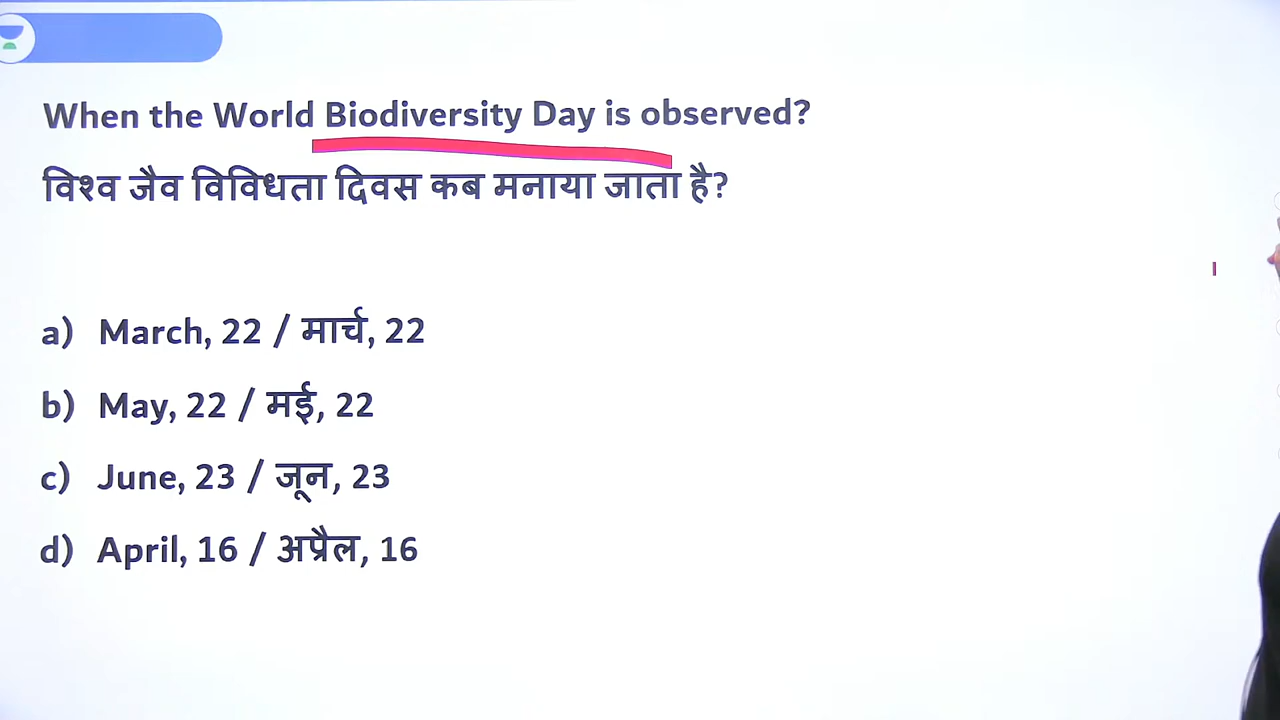 When the World Biodiversity Day is observed?
विश्व जैव विविधता दिवस कब मनाया जाता है?
a) March, 22 / मार्च, 22
b) May, 22 / मई, 22
c) June, 23 / जून, 23
d) April, 16 / अप्रैल, 16